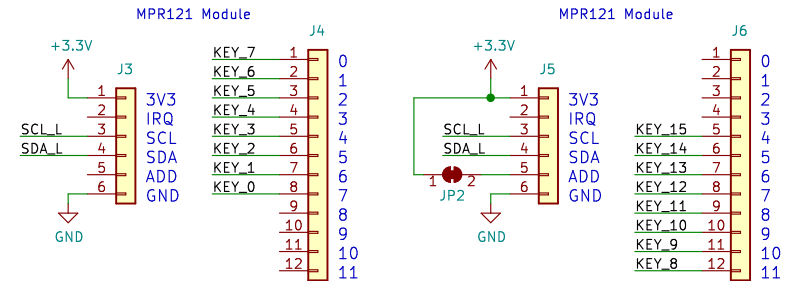 MPR121 Module
J4
+3.3V
J3
1 3V3
2 IRQ
SCL_L 3 SCL
SDA_L 4 SDA
5 ADD
6 GND
GND
KEY_7 1 0
KEY_6 2 1
KEY_5 3 2
KEY_4 4 3
KEY_3 5 4
KEY_2 6 5
KEY_1 7 6
KEY_0 8 7
9 8
10 9
11 10
12 11
MPR121 Module
J6
+3.3V
J5
1 3V3
2 IRQ
SCL_L 3 SCL
SDA_L 4 SDA
1 2 5 ADD
JP2
6 GND
GND
1 0
2 1
3 2
4 3
KEY_15 5 4
KEY_14 6 5
KEY_13 7 6
KEY_12 8 7
KEY_11 9 8
KEY_10 10 9
KEY_9 11 10
KEY_8 12 11